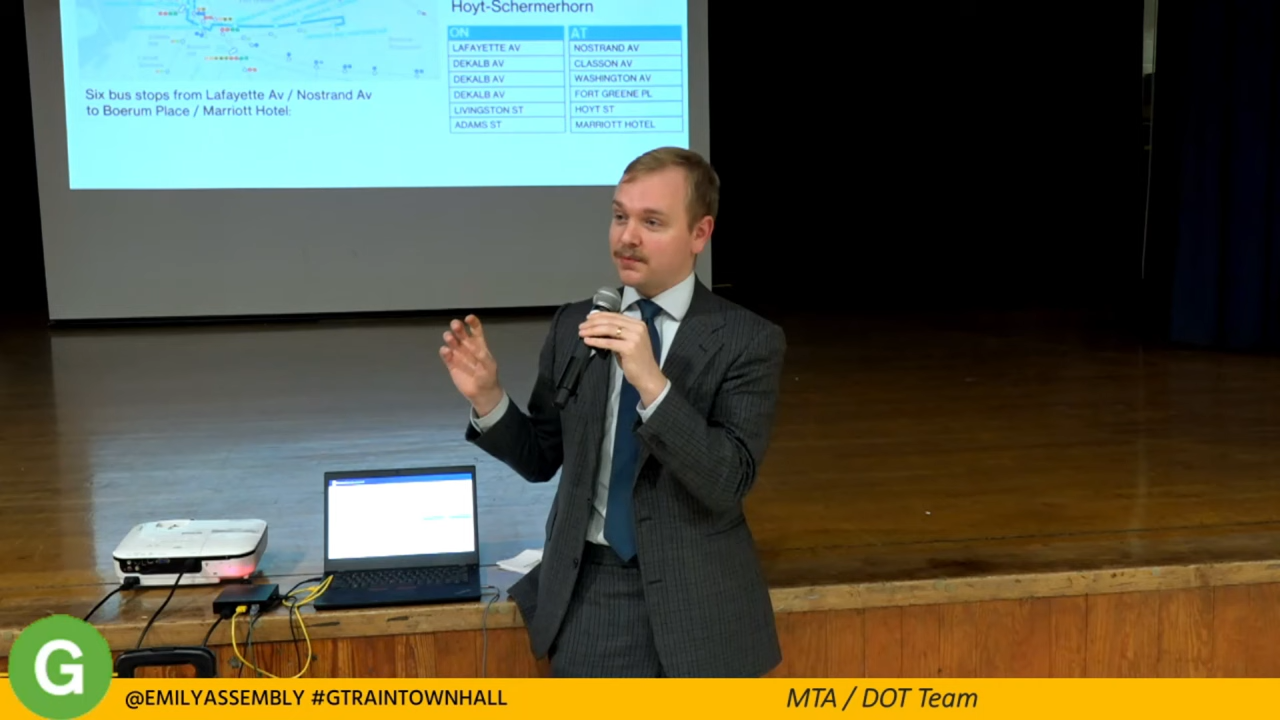 Hoyt-Schermerhorn
ON AT
LAFAYETTE AV NOSTRAND AV
DEKALB AV CLASSON AV
DEKALB AV WASHINGTON AV
DEKALB AV FORT GREENE PL
LIVINGSTON ST HOYT ST
ADAMS ST MARRIOTT HOTEL
Six bus stops from Lafayette Av / Nostrand Av
to Boerum Place / Marriott Hotel:
G
@EMILYASSEMBLY #GTRAINTOWNHALL
MTA / DOT Team